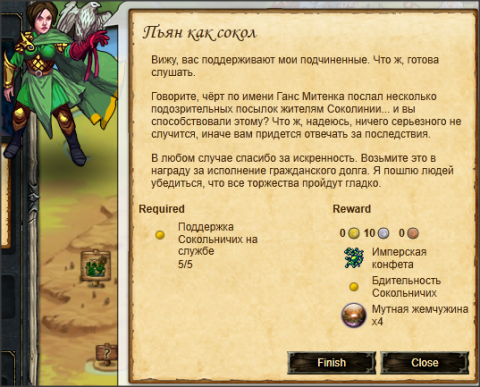 Пьян как сокол
Вижу, вас поддерживают мои подчиненные. Что ж, готова
слушать.
Говорите, чёрт по имени Ганс Митенка послал несколько
подозрительных посылок жителям Соколинии... и вы
способствовали этому? Что ж, надеюсь, ничего серьезного не
случится, иначе вам придется отвечать за последствия.
В любом случае спасибо за искренность. Возьмите это в
награду за исполнение гражданского долга. Я пошлю людей
убедиться, что все торжества пройдут гладко.
Required
Поддержка
Сокольничих на
службе
5/5
Reward
0 10 0
Имперская
конфета
Бдительность
Сокольничих
Мутная жемчужина
x4
?
Finish
Close